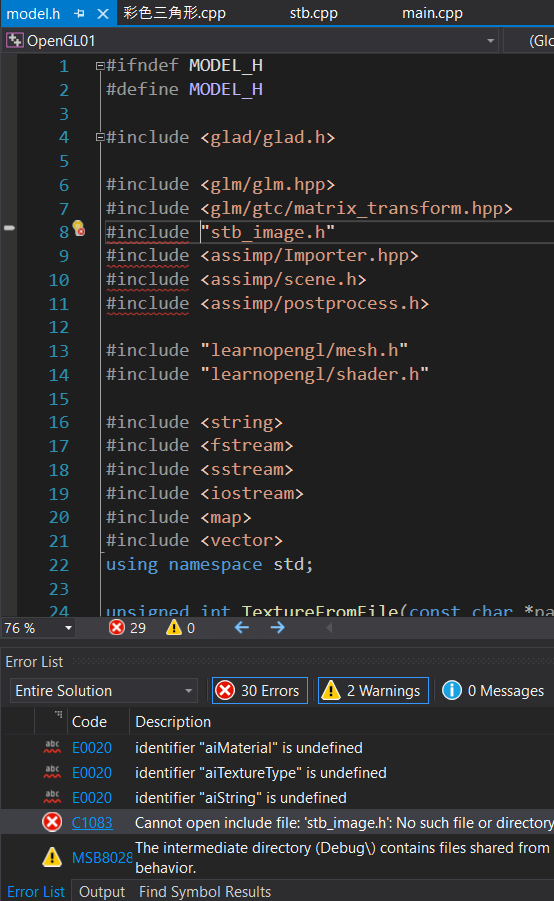 model.h 彩色三角形.cpp stb.cpp main.cpp
OpenGL01 (Glo
1 #ifndef MODEL_H
2 #define MODEL_H
3
4 #include <glad/glad.h>
5
6 #include <glm/glm.hpp>
7 #include <glm/gtc/matrix_transform.hpp>
8 #include "stb_image.h"
9 #include <assimp/Importer.hpp>
10 #include <assimp/scene.h>
11 #include <assimp/postprocess.h>
12
13 #include "learnopengl/mesh.h"
14 #include "learnopengl/shader.h"
15
16 #include <string>
17 #include <fstream>
18 #include <sstream>
19 #include <iostream>
20 #include <map>
21 #include <vector>
22 using namespace std;
23
24 unsigned int TextureFromFile(const char *pa
76 % 29 0
Error List
Entire Solution 30 Errors 2 Warnings 0 Messages
Code Description
abc E0020 identifier "aiMaterial" is undefined
abc E0020 identifier "aiTextureType" is undefined
abc E0020 identifier "aiString" is undefined
C1083 Cannot open include file: 'stb_image.h': No such file or directory
MSB8028 The intermediate directory (Debug\) contains files shared from
behavior.
Error List Output Find Symbol Results